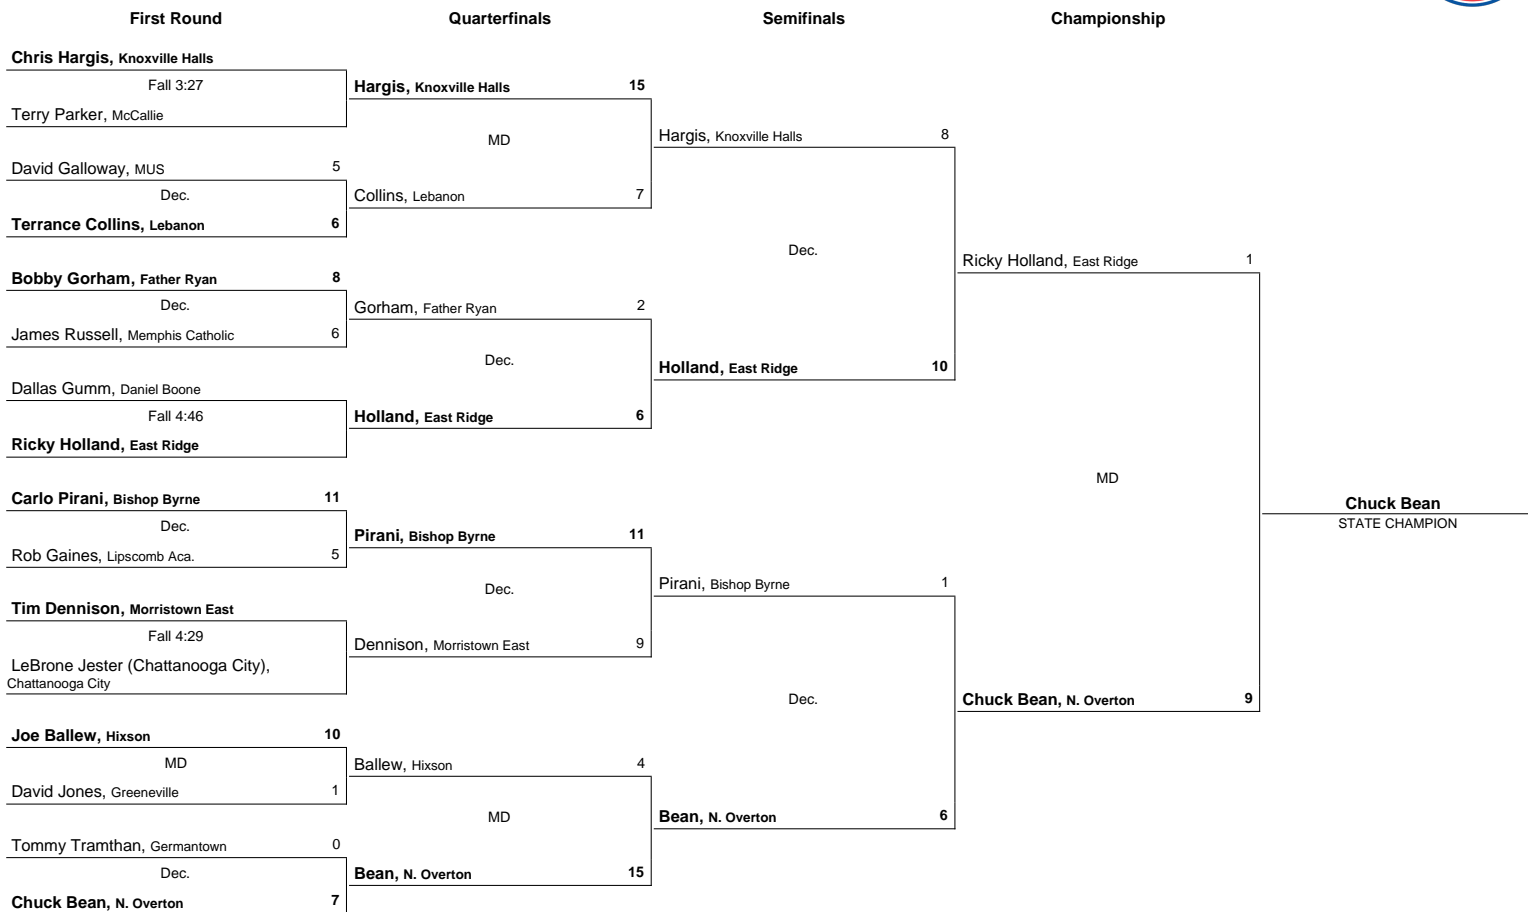 First Round
Quarterfinals
Semifinals
Championship
Chris Hargis, Knoxville Halls
Fall 3:27
Terry Parker, McCallie
David Galloway, MUS 5
Dec.
Terrance Collins, Lebanon 6
Bobby Gorham, Father Ryan 8
Dec.
James Russell, Memphis Catholic 6
Dallas Gumm, Daniel Boone
Fall 4:46
Ricky Holland, East Ridge
Carlo Pirani, Bishop Byrne 11
Dec.
Rob Gaines, Lipscomb Aca. 5
Tim Dennison, Morristown East
Fall 4:29
LeBrone Jester (Chattanooga City),
Chattanooga City
Joe Ballew, Hixson 10
MD
David Jones, Greeneville 1
Tommy Tramthan, Germantown 0
Dec.
Chuck Bean, N. Overton 7
Hargis, Knoxville Halls 15
MD
Collins, Lebanon 7
Gorham, Father Ryan 2
Dec.
Holland, East Ridge 6
Pirani, Bishop Byrne 11
Dec.
Dennison, Morristown East 9
Ballew, Hixson 4
MD
Bean, N. Overton 15
Hargis, Knoxville Halls 8
Dec.
Holland, East Ridge 10
Pirani, Bishop Byrne 1
Dec.
Bean, N. Overton 6
Ricky Holland, East Ridge 1
MD
Chuck Bean, N. Overton 9
Chuck Bean
STATE CHAMPION